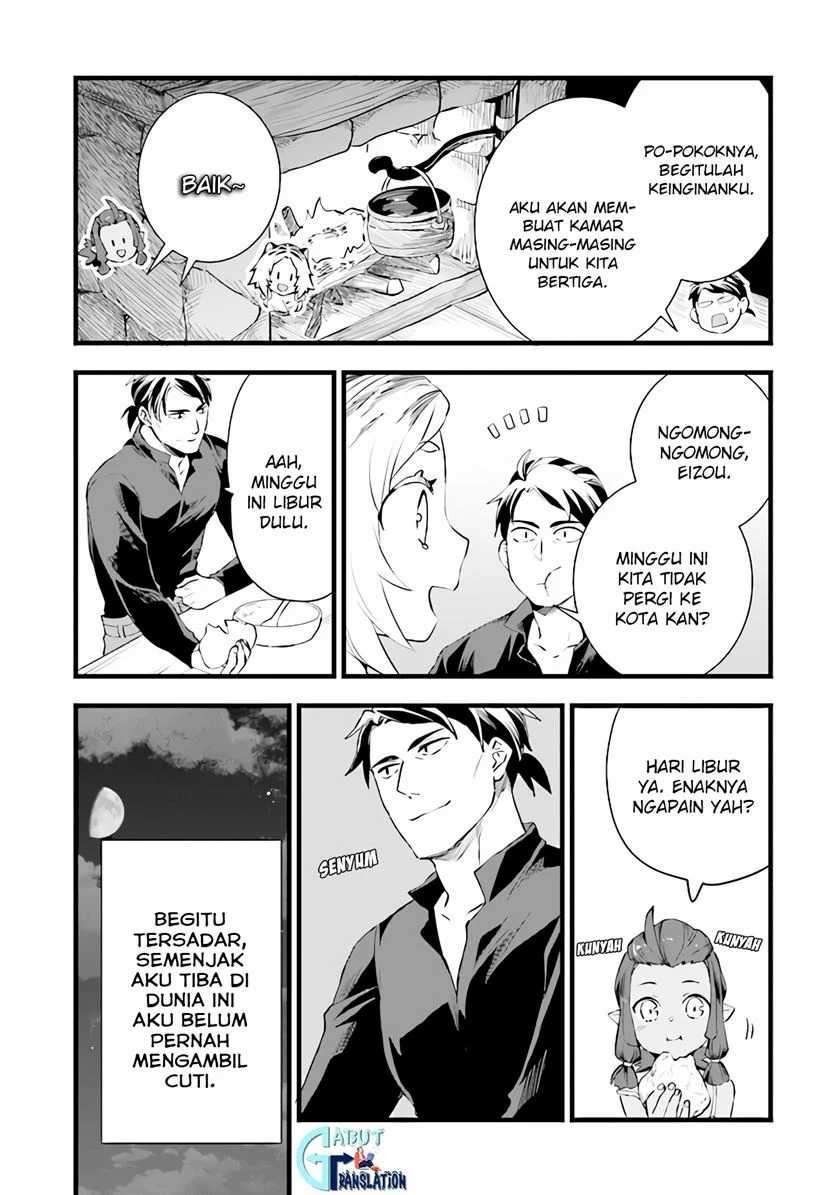 PO-POKOKNYA,
BEGITULAH
KEINGINANKU.
AKU AKAN MEM-
BUAT KAMAR
MASING-MASING
UNTUK KITA
BERTIGA.
BAIK~
NGOMONG-
NGOMONG,
EIZOU.
MINGGU INI
KITA TIDAK
PERGI KE
KOTA KAN?
AAH,
MINGGU
INI LIBUR
DULU.
HARI LIBUR
YA. ENAKNYA
NGAPAIN YAH?
KUNYAH
KUNYAH
SENYUM
BEGITU
TERSADAR,
SEMENJAK
AKU TIBA DI
DUNIA INI
AKU BELUM
PERNAH
MENGAMBIL
CUTI.
GABUT
TRANSLATION